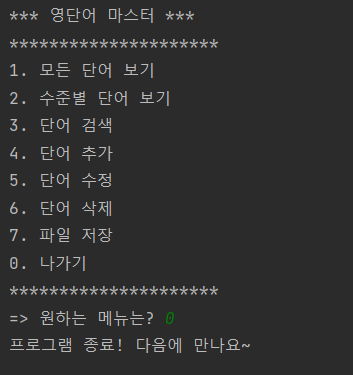 *** 영단어 마스터 ***
*********************
1. 모든 단어 보기
2. 수준별 단어 보기
3. 단어 검색
4. 단어 추가
5. 단어 수정
6. 단어 삭제
7. 파일 저장
0. 나가기
*********************
=> 원하는 메뉴는? 0
프로그램 종료! 다음에 만나요~